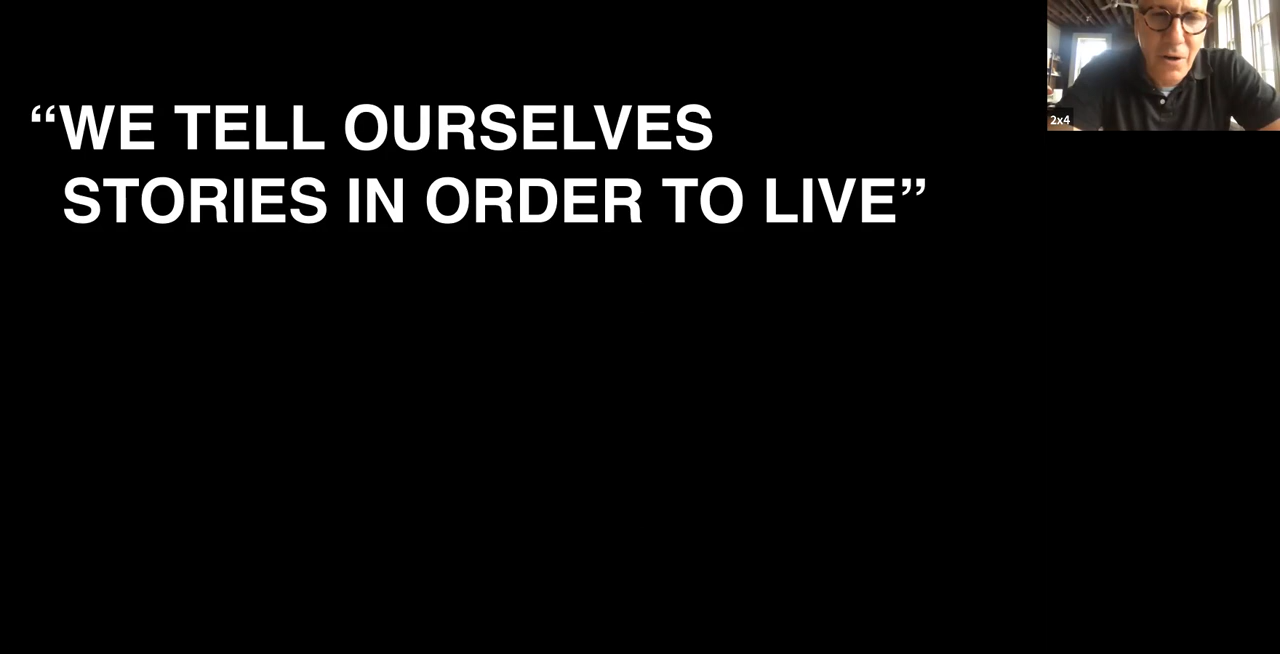 “WE TELL OURSELVES
STORIES IN ORDER TO LIVE”
2x4